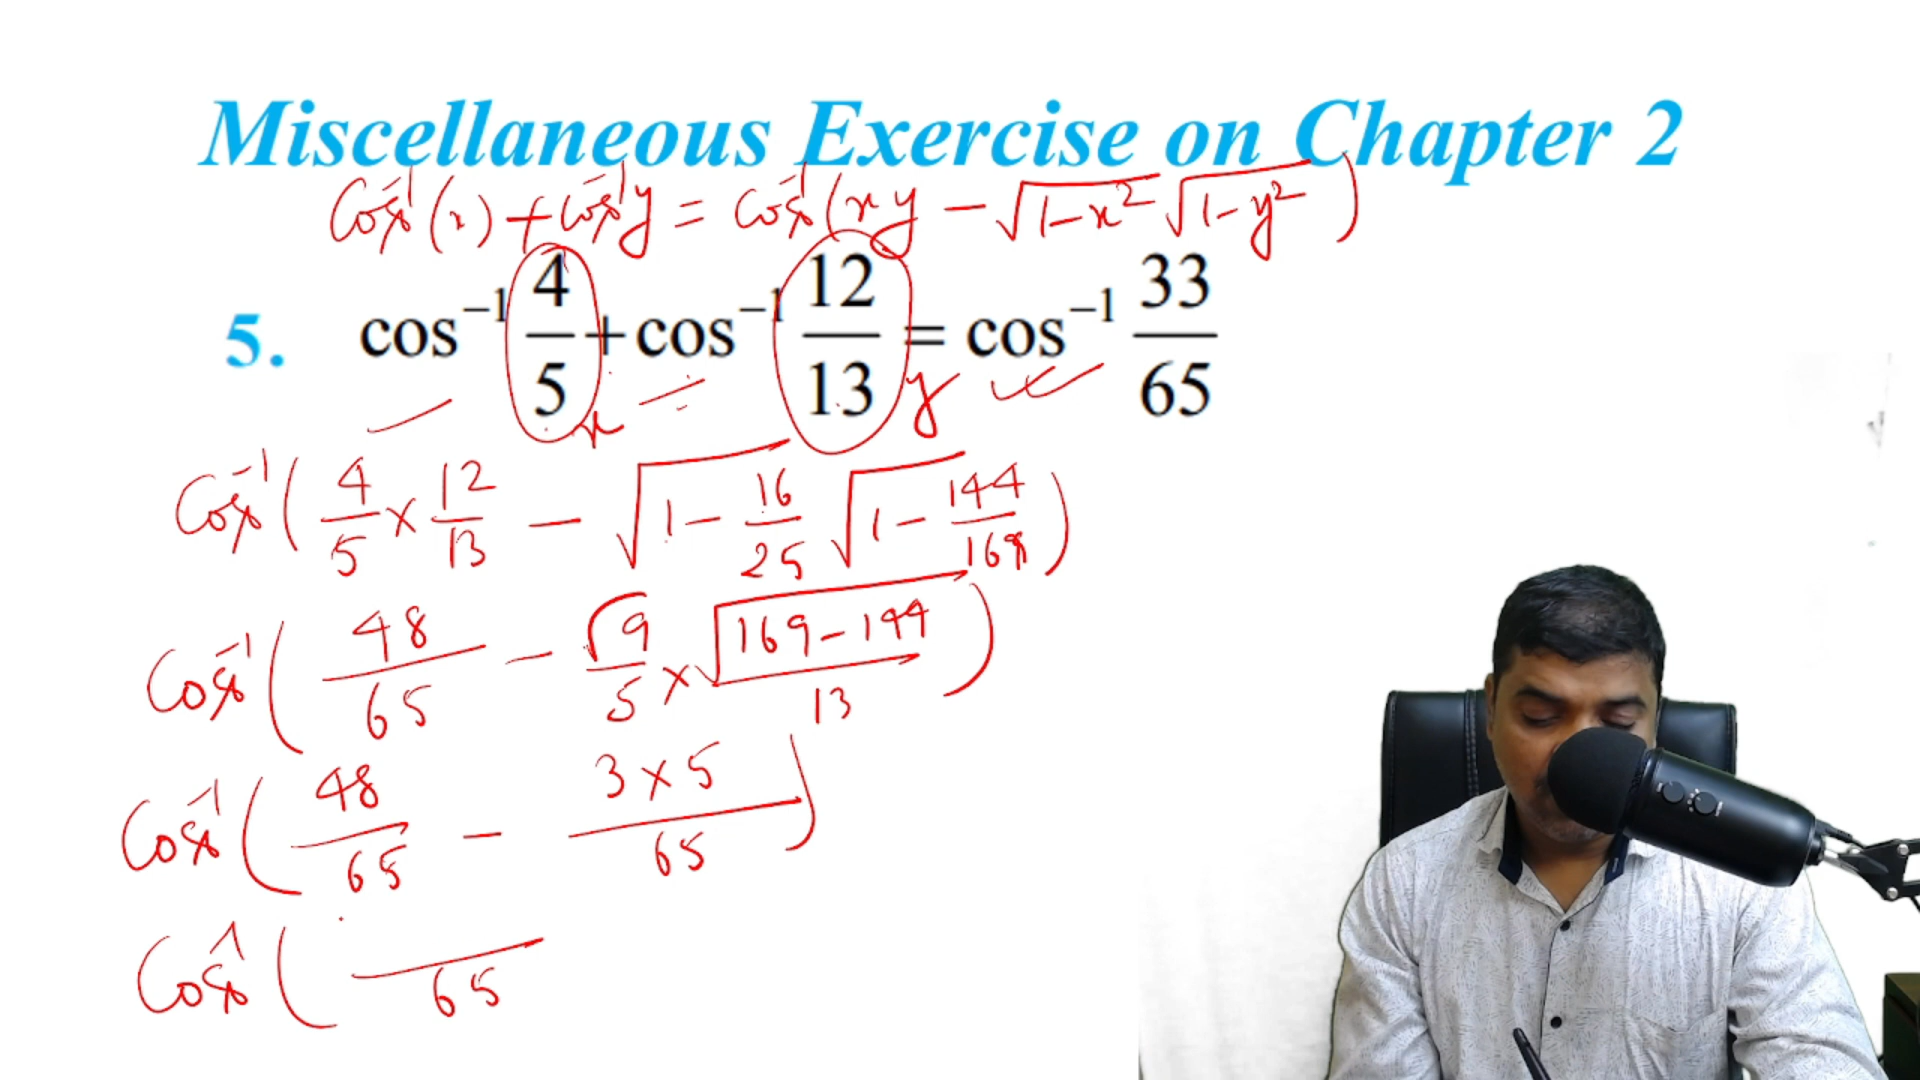 Miscellaneous Exercise on Chapter 2
Cos⁻¹(x) + Cos⁻¹y = Cos⁻¹(xy − √(1−x²) √(1−y²))
5. cos⁻¹ 4/5 + cos⁻¹ 12/13 = cos⁻¹ 33/65
x y
Cos⁻¹( 4/5 × 12/13 − √(1 − 16/25) √(1 − 144/169) )
Cos⁻¹( 48/65 − √9/5 × √(169−144)/13 )
Cos⁻¹( 48/65 − 3×5/65 )
Cos⁻¹( /65